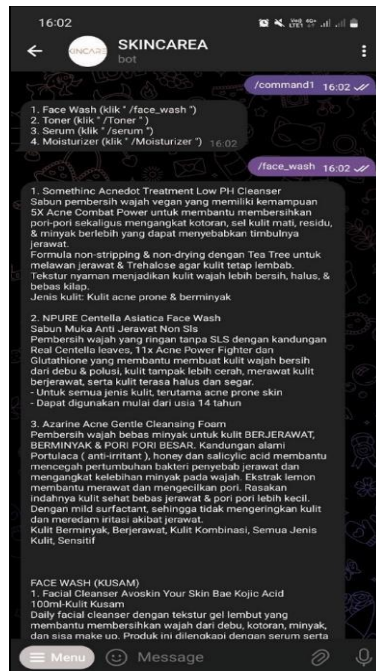 16:02
SKINCAREA
bot
/command1 16:02
1. Face Wash (klik " /face_wash ")
2. Toner (klik " /Toner " )
3. Serum (klik " /serum ")
4. Moisturizer (klik " /Moisturizer ") 16:02
/face_wash 16:02
1. Somethinc Acnedot Treatment Low PH Cleanser
Sabun pembersih wajah vegan yang memiliki kemampuan
5X Acne Combat Power untuk membantu membersihkan
pori-pori sekaligus mengangkat kotoran, sel kulit mati, residu,
& minyak berlebih yang dapat menyebabkan timbulnya
jerawat.
Formula non-stripping & non-drying dengan Tea Tree untuk
melawan jerawat & Trehalose agar kulit tetap lembab.
Tekstur nyaman menjadikan kulit wajah lebih bersih, halus, &
bebas kilap.
Jenis kulit: Kulit acne prone & berminyak
2. NPURE Centella Asiatica Face Wash
Sabun Muka Anti Jerawat Non Sls
Pembersih wajah yang ringan tanpa SLS dengan kandungan
Real Centella leaves, 11x Acne Power Fighter dan
Glutathione yang membantu membuat kulit wajah bersih
dari debu & polusi, kulit tampak lebih cerah, merawat kulit
berjerawat, serta kulit terasa halus dan segar.
- Untuk semua jenis kulit, terutama acne prone skin
- Dapat digunakan mulai dari usia 14 tahun
3. Azarine Acne Gentle Cleansing Foam
Pembersih wajah bebas minyak untuk kulit BERJERAWAT,
BERMINYAK & PORI PORI BESAR. Kandungan alami
Portulaca ( anti-irritant ), honey dan salicylic acid membantu
mencegah pertumbuhan bakteri penyebab jerawat dan
mengangkat kelebihan minyak pada wajah. Ekstrak lemon
membantu merawat dan mengecilkan pori. Rasakan
indahnya kulit sehat bebas jerawat & pori pori lebih kecil.
Dengan mild surfactant, sehingga tidak mengeringkan kulit
dan meredam iritasi akibat jerawat.
Kulit Berminyak, Berjerawat, Kulit Kombinasi, Semua Jenis
Kulit, Sensitif
FACE WASH (KUSAM)
1. Facial Cleanser Avoskin Your Skin Bae Kojic Acid
100ml-Kulit Kusam
Daily facial cleanser dengan tekstur gel lembut yang
membantu membersihkan wajah dari debu, kotoran, minyak,
dan sisa make up. Produk ini dilengkapi dengan serum serta
Menu
Message